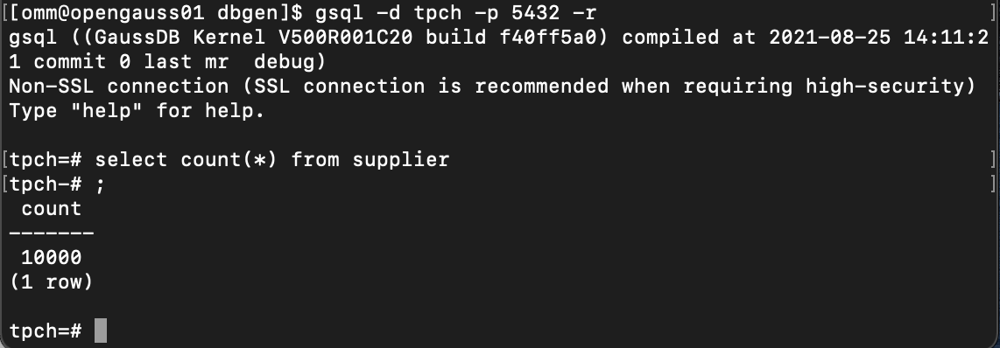 [[omm@opengauss01 dbgen]$ gsql -d tpch -p 5432 -r ]
gsql ((GaussDB Kernel V500R001C20 build f40ff5a0) compiled at 2021-08-25 14:11:2
1 commit 0 last mr  debug)
Non-SSL connection (SSL connection is recommended when requiring high-security)
Type "help" for help.

[tpch=# select count(*) from supplier ]
[tpch-# ; ]
 count
-------
 10000
(1 row)

tpch=#